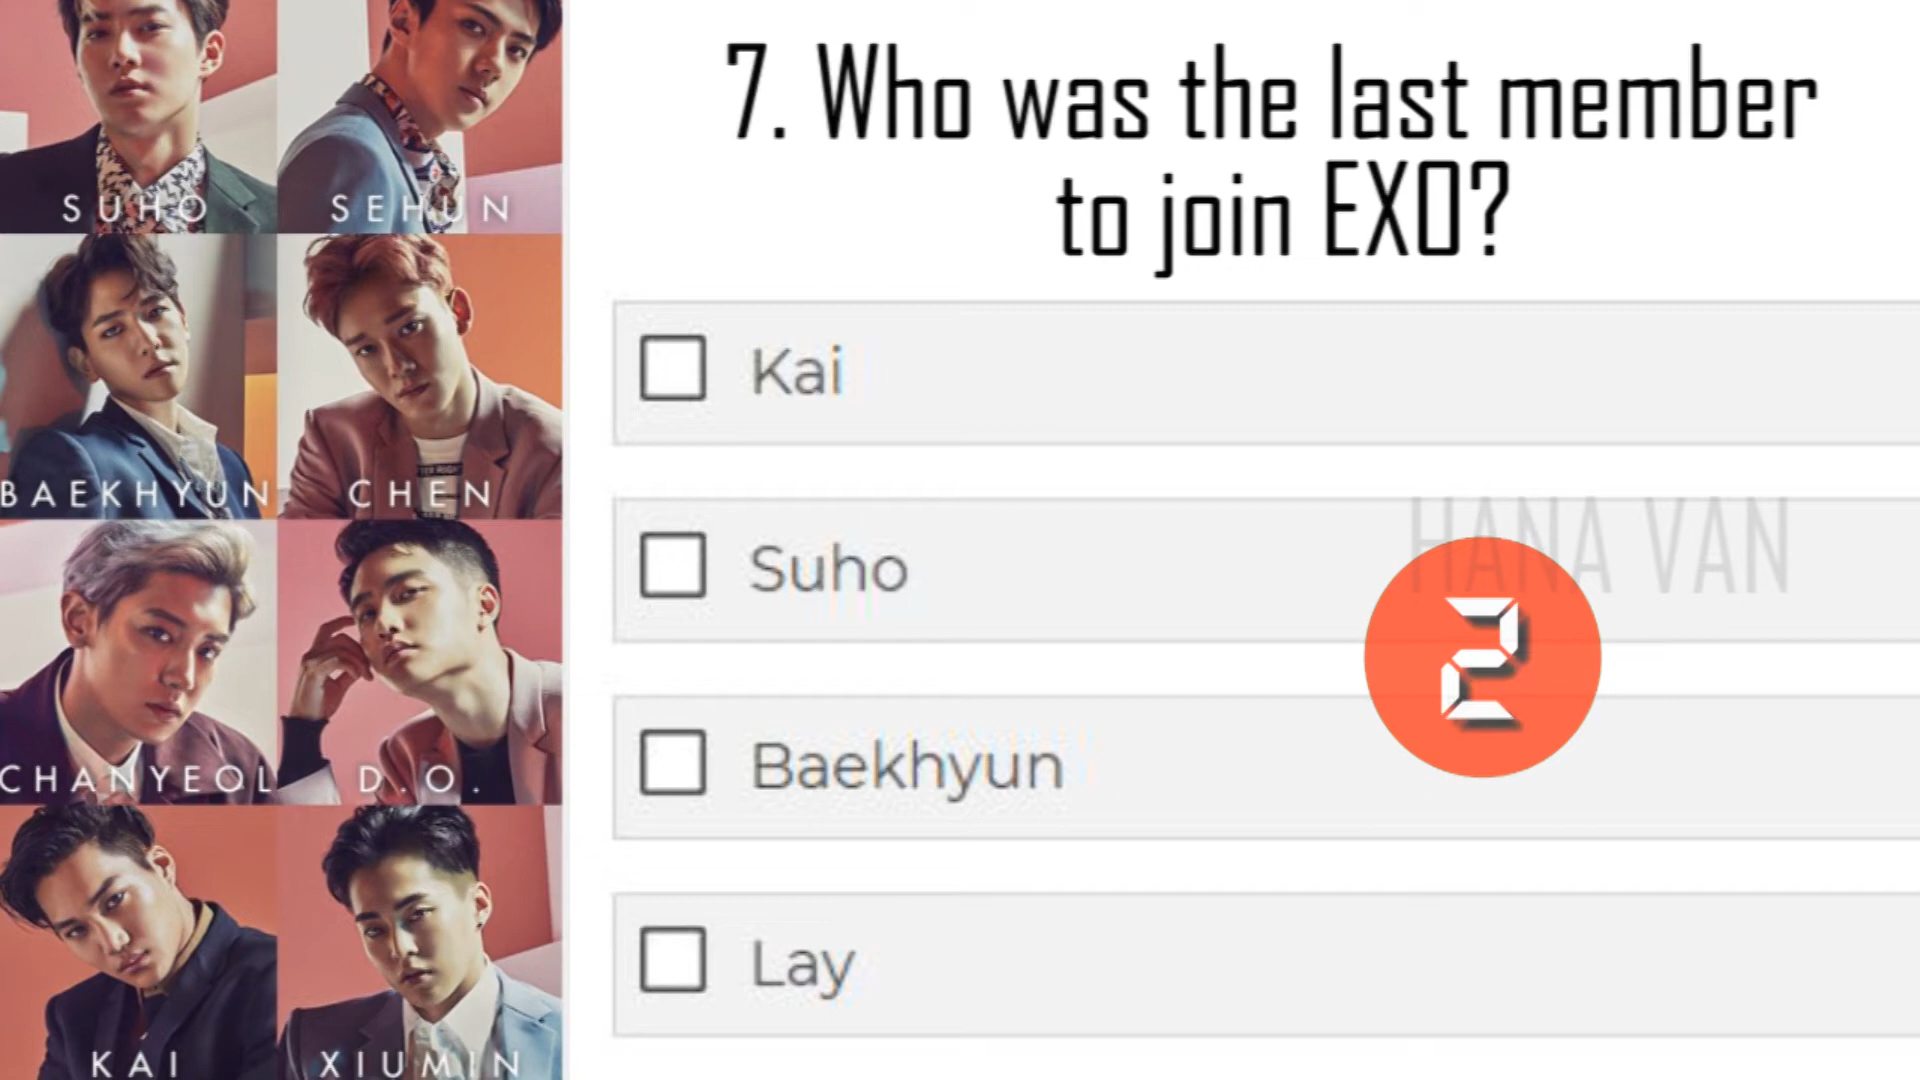 SUHO
SEHUN
BAEKHYUN
CHEN
CHANYEOL
D.O.
KAI
XIUMIN
7. Who was the last member
to join EXO?
Kai
Suho
HANA VAN
2
Baekhyun
Lay